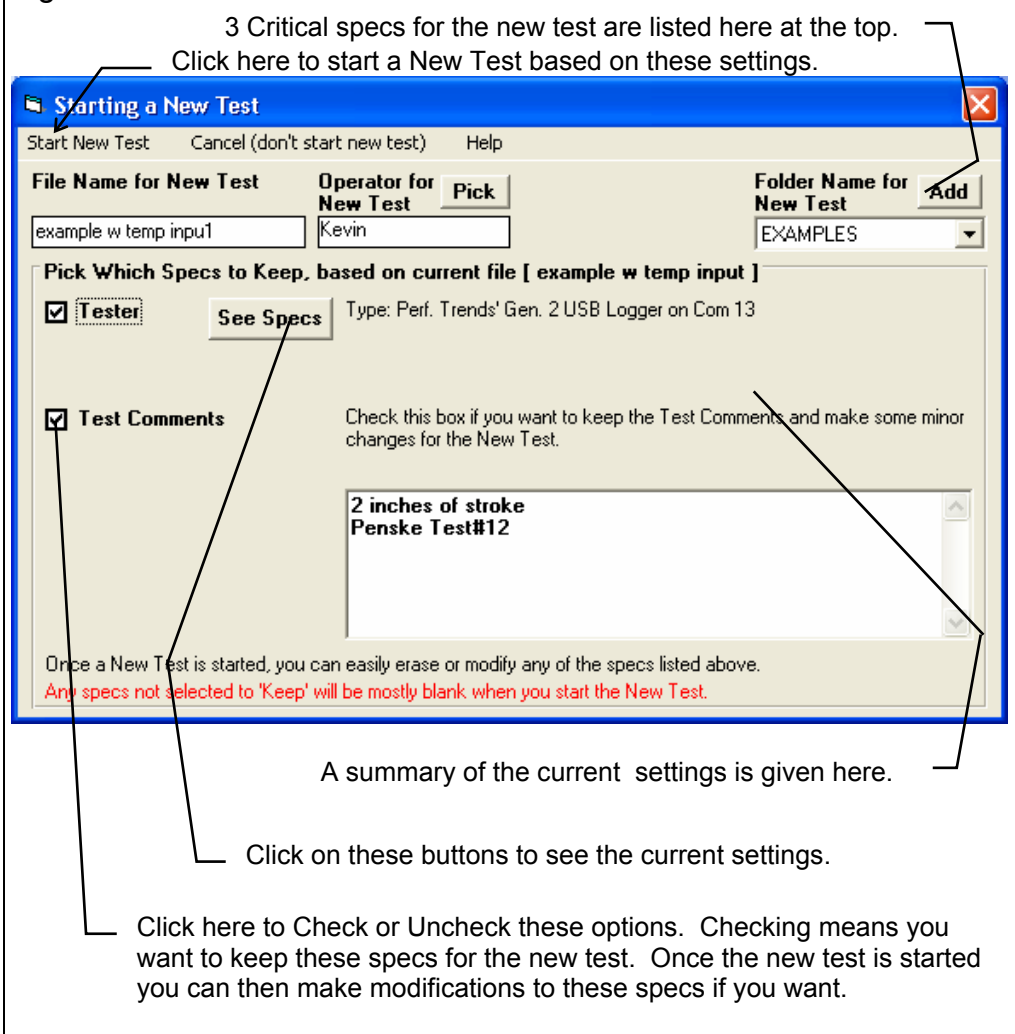 3 Critical specs for the new test are listed here at the top.
Click here to start a New Test based on these settings.
Starting a New Test
Start New Test Cancel (don't start new test) Help
File Name for New Test
Operator for
New Test
Pick
Folder Name for
New Test
Add
example w temp inpu1
Kevin
EXAMPLES
Pick Which Specs to Keep, based on current file [ example w temp input ]
Tester
See Specs
Type: Perf. Trends' Gen. 2 USB Logger on Com 13
Test Comments
Check this box if you want to keep the Test Comments and make some minor
changes for the New Test.
2 inches of stroke
Penske Test#12
Once a New Test is started, you can easily erase or modify any of the specs listed above.
Any specs not selected to 'Keep' will be mostly blank when you start the New Test.
A summary of the current settings is given here.
Click on these buttons to see the current settings.
Click here to Check or Uncheck these options. Checking means you
want to keep these specs for the new test. Once the new test is started
you can then make modifications to these specs if you want.